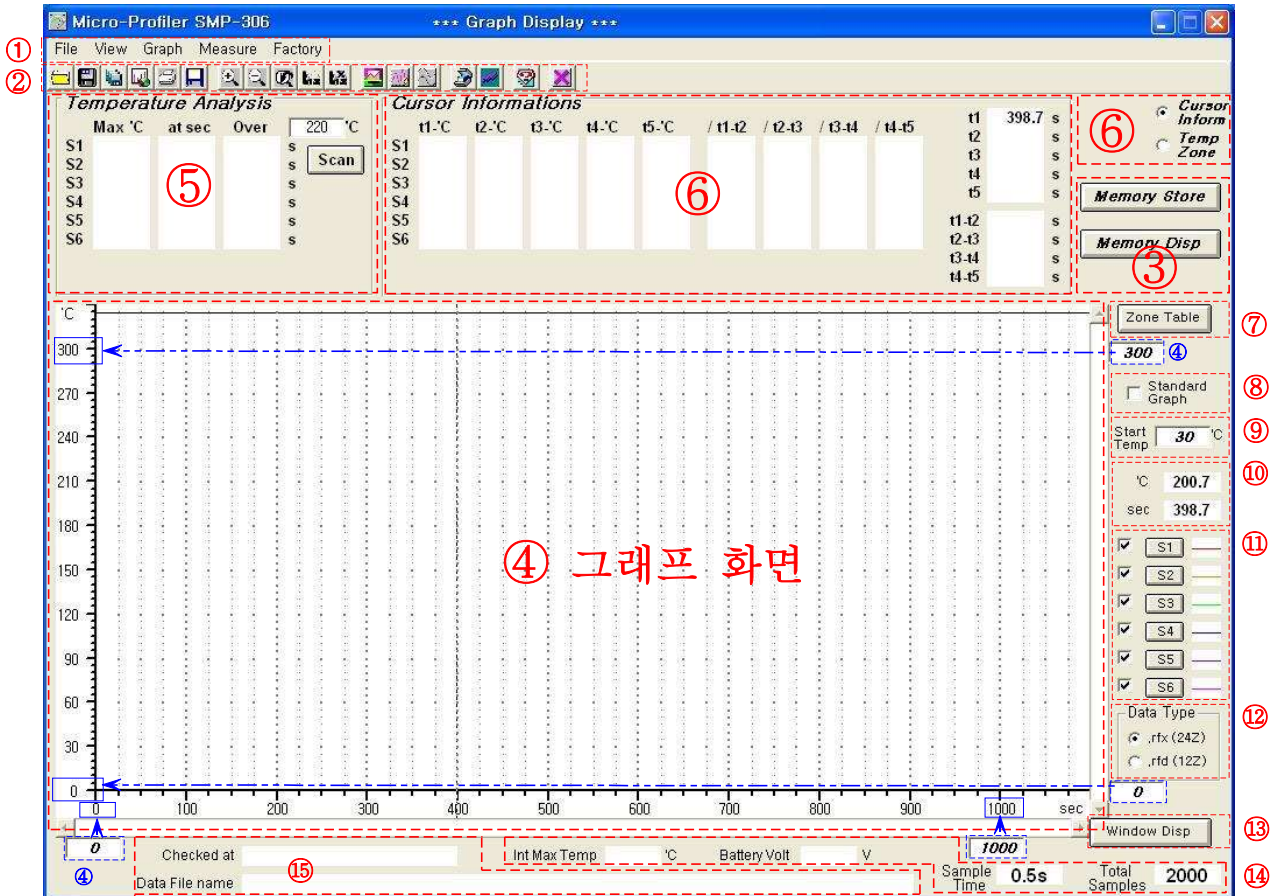 Micro-Profiler SMP-306 *** Graph Display ***
① File View Graph Measure Factory
②
Temperature Analysis
Max 'C at sec Over 220 'C
S1 s Scan
S2 s
S3 s
S4 s
S5 s
S6 s
⑤
Cursor Informations
t1-'C t2-'C t3-'C t4-'C t5-'C / t1-t2 / t2-t3 / t3-t4 / t4-t5
S1
S2
S3
S4
S5
S6
⑥
t1 398.7 s
t2 s
t3 s
t4 s
t5 s
t1-t2 s
t2-t3 s
t3-t4 s
t4-t5 s
⑥
Cursor Inform
Temp Zone
Memory Store
Memory Disp
③
'C
300
270
240
210
180
150
120
90
60
30
0
④ 그래프 화면
0 100 200 300 400 500 600 700 800 900 1000 sec
Zone Table ⑦
300 ④
Standard Graph ⑧
Start Temp 30 'C ⑨
'C 200.7 ⑩
sec 398.7
S1 ⑪
S2
S3
S4
S5
S6
Data Type ⑫
.rfx (24Z)
.rfd (12Z)
0
Window Disp ⑬
0 1000
④
Checked at ⑮ Int Max Temp 'C Battery Volt V
Data File name
Sample Time 0.5s Total Samples 2000 ⑭